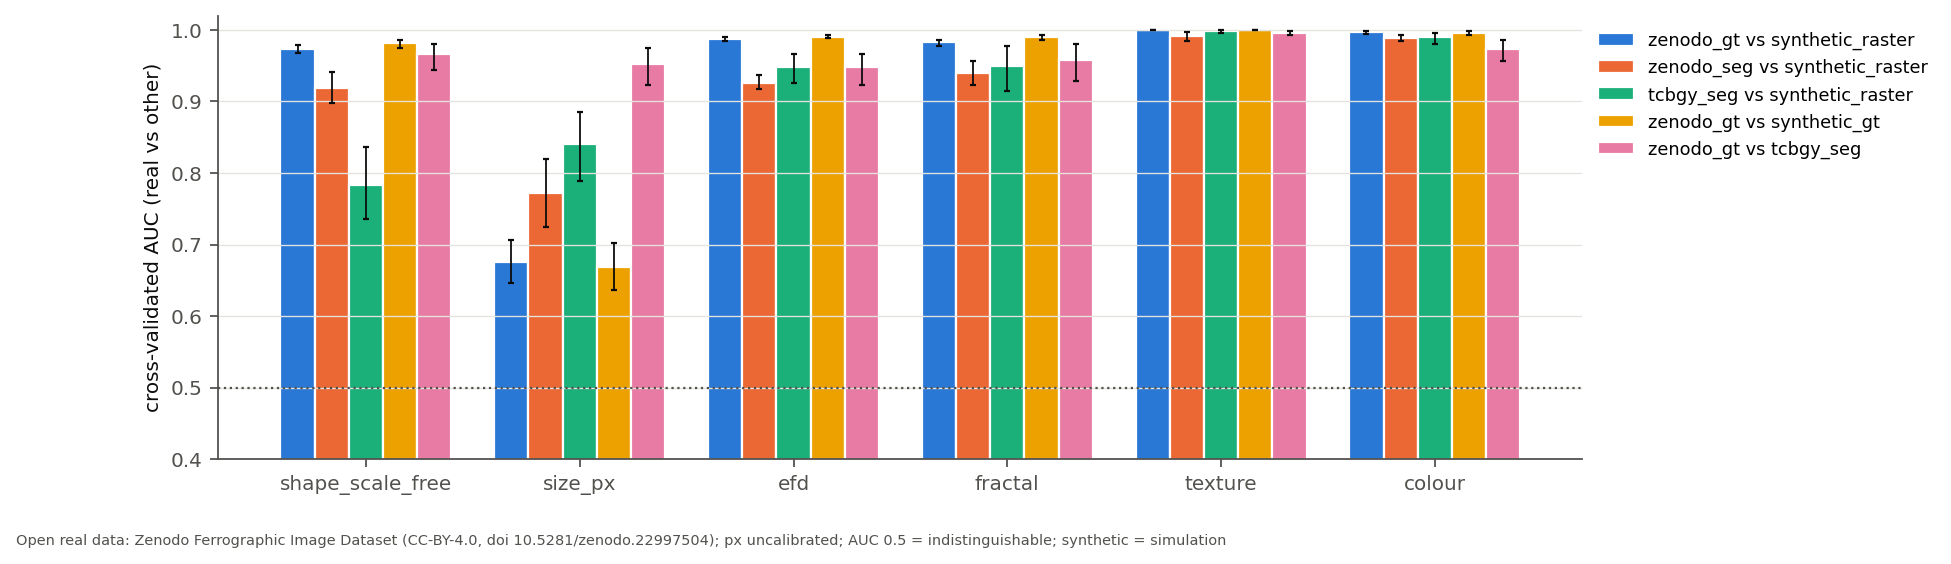 1.0
0.9
0.8
0.7
0.6
0.5
0.4
cross-validated AUC (real vs other)
shape_scale_free
size_px
efd
fractal
texture
colour
zenodo_gt vs synthetic_raster
zenodo_seg vs synthetic_raster
tcbgy_seg vs synthetic_raster
zenodo_gt vs synthetic_gt
zenodo_gt vs tcbgy_seg
Open real data: Zenodo Ferrographic Image Dataset (CC-BY-4.0, doi 10.5281/zenodo.22997504); px uncalibrated; AUC 0.5 = indistinguishable; synthetic = simulation